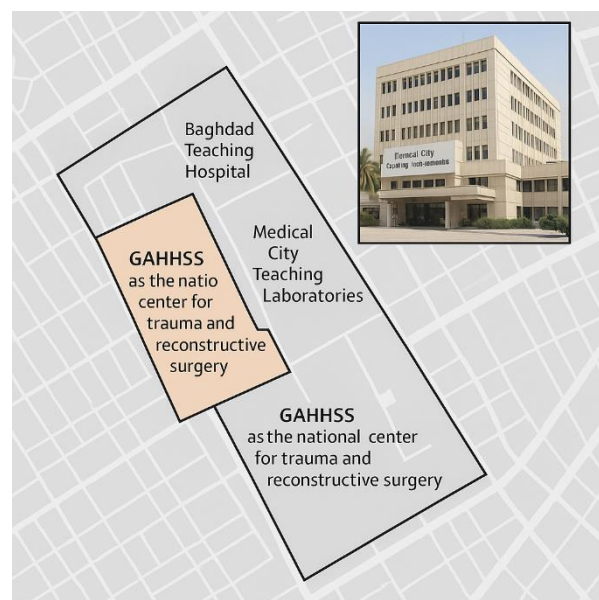 Baghdad
Teaching
Hospital
Medical
City
Teaching
Laboratories
GAHHSS
as the natio
center for
trauma and
reconstructive
surgery
GAHHSS
as the national center
for trauma and
reconstructive surgery
City